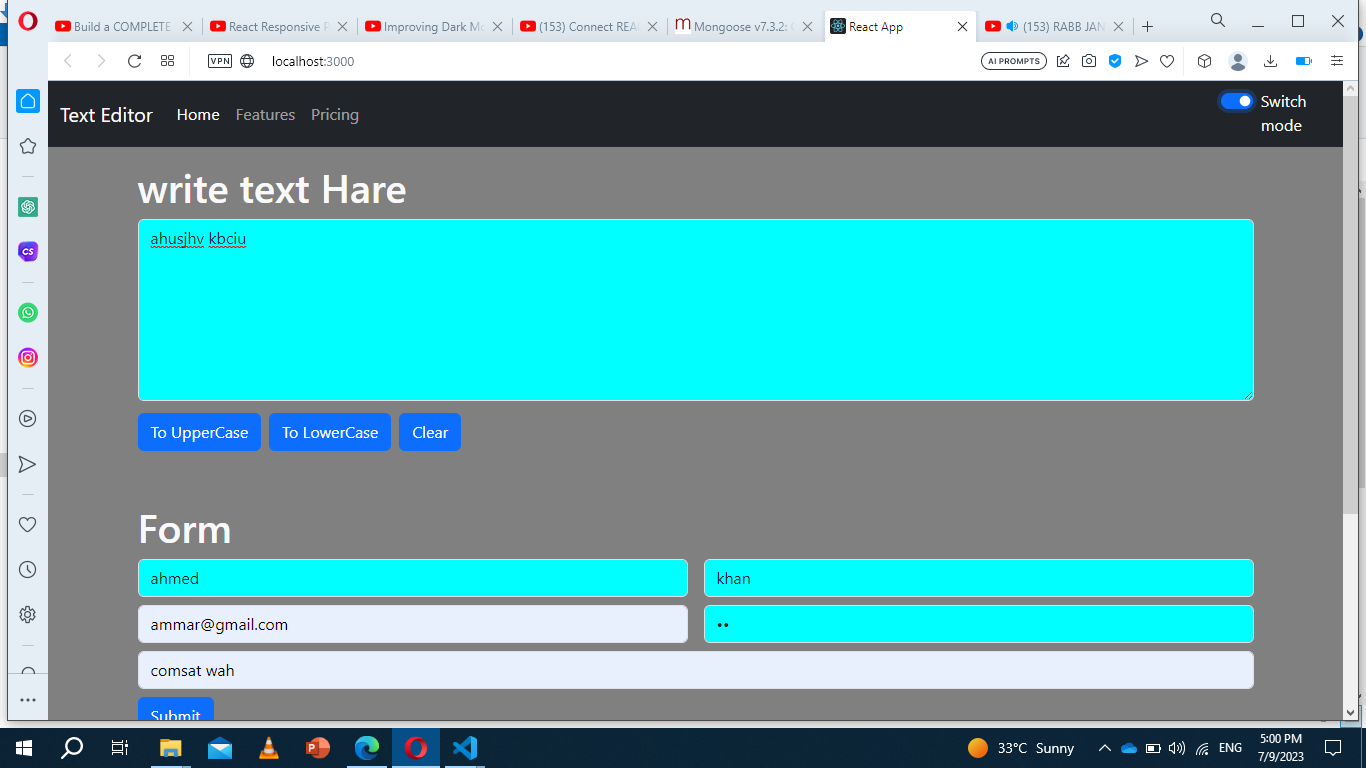 Build a COMPLETE
React Responsive P
Improving Dark Mo
(153) Connect REAC
Mongoose v7.3.2:
React App
(153) RABB JAN
VPN
localhost:3000
AI PROMPTS
Text Editor
Home
Features
Pricing
Switch mode
write text Hare
ahusjhv kbciu
To UpperCase
To LowerCase
Clear
Form
ahmed
khan
ammar@gmail.com
••
comsat wah
Submit
CS
33°C Sunny
ENG
5:00 PM
7/9/2023